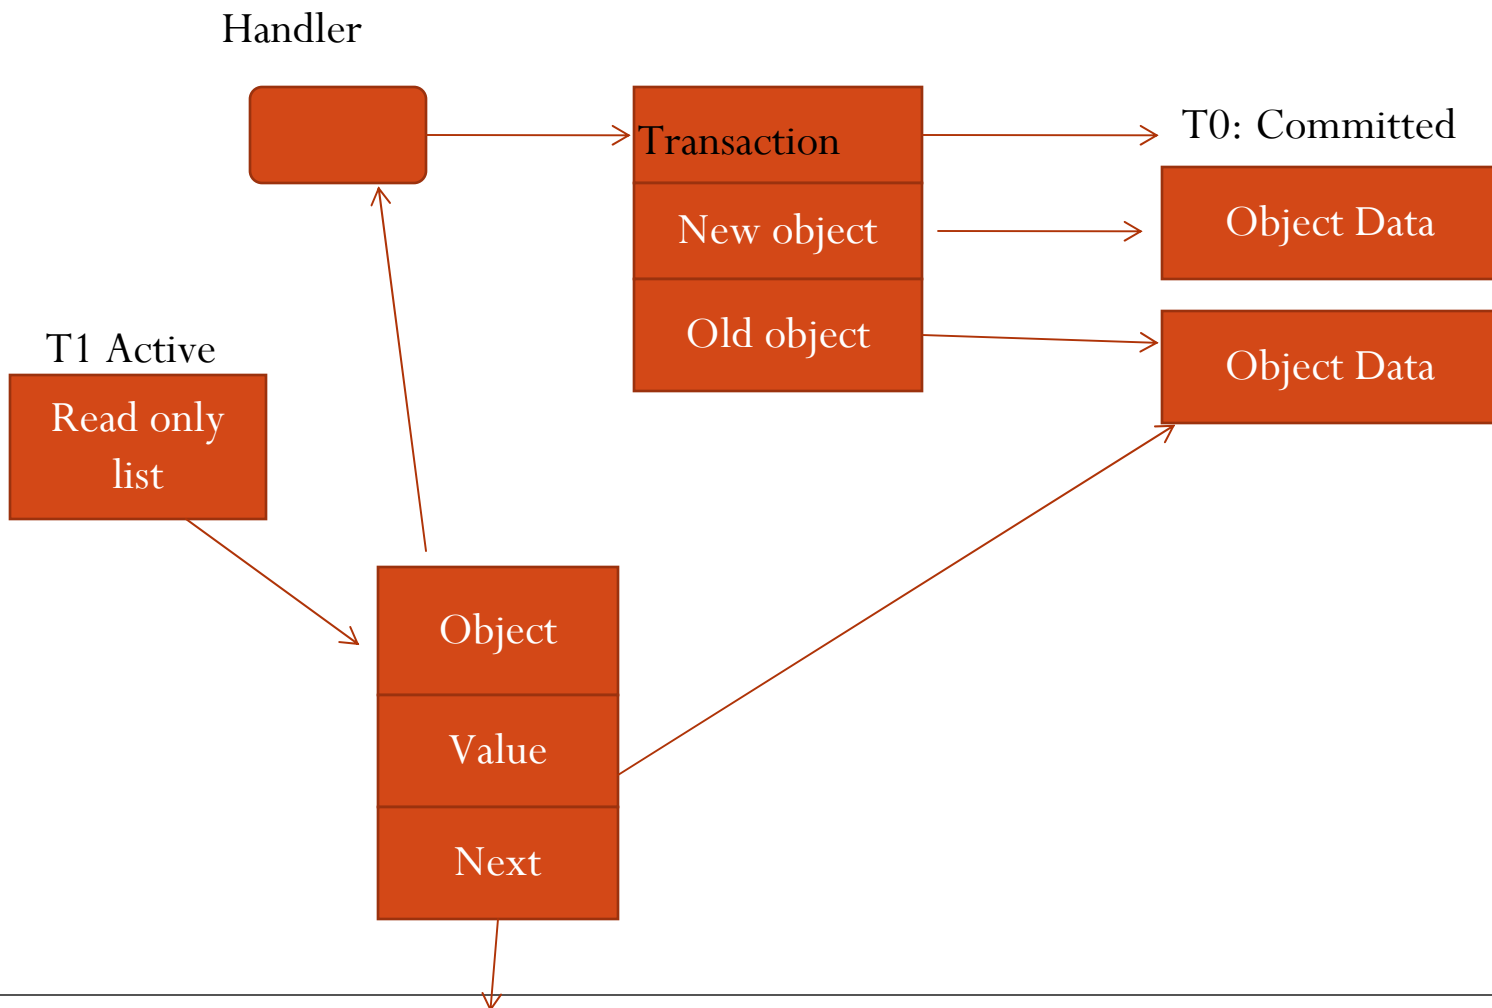 Handler
Transaction
T0: Committed
New object
Object Data
Old object
Object Data
T1 Active
Read only
list
Object
Value
Next